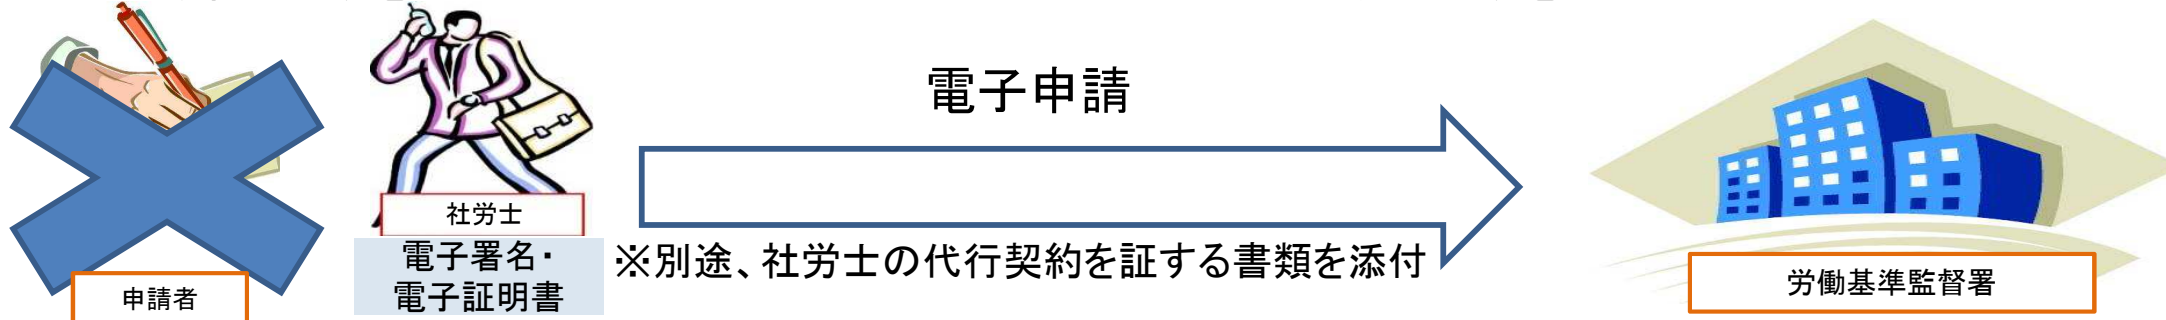 電子申請
社労士
電子署名・
電子証明書
※別途、社労士の代行契約を証する書類を添付
申請者
労働基準監督署